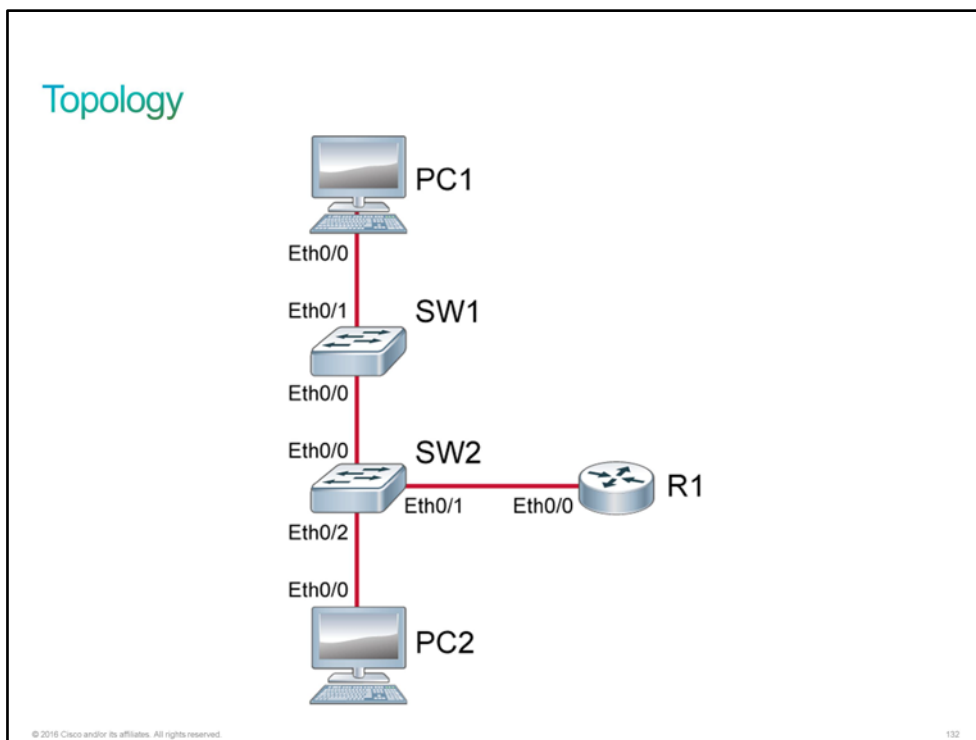 Topology
PC1
Eth0/0
Eth0/1
SW1
Eth0/0
Eth0/0
SW2
Eth0/1
Eth0/0
R1
Eth0/2
Eth0/0
PC2
© 2016 Cisco and/or its affiliates. All rights reserved.
132